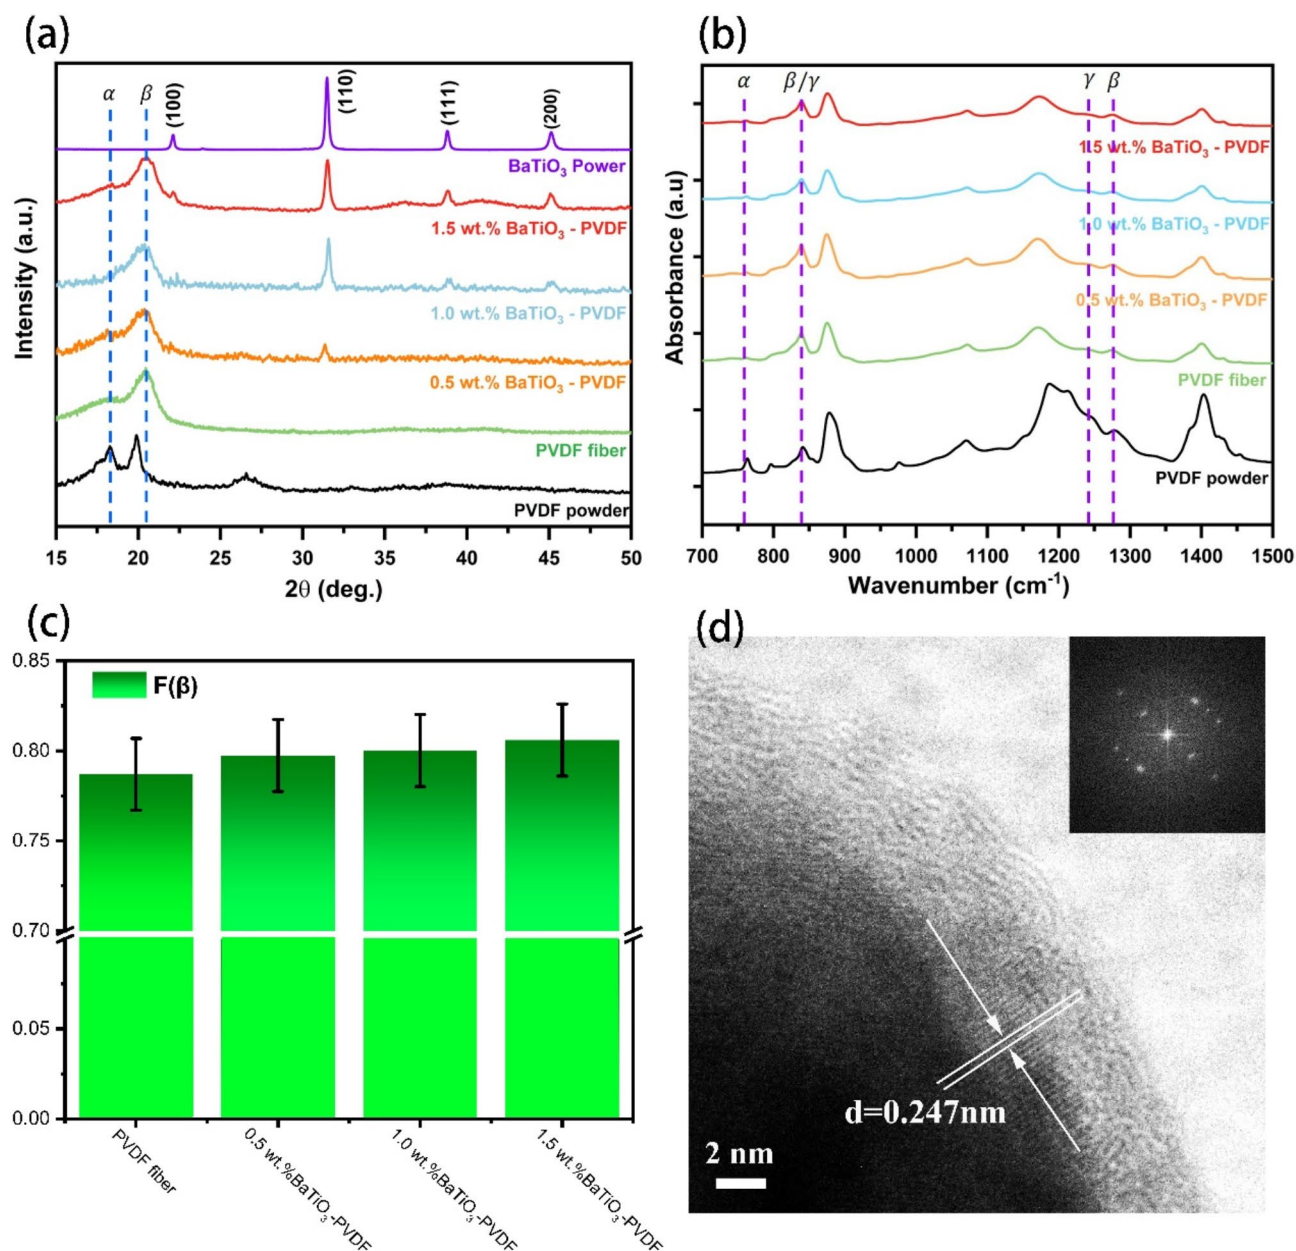 (a)
α
β
(100)
(110)
(111)
(200)
BaTiO₃ Power
1.5 wt.% BaTiO₃ - PVDF
1.0 wt.% BaTiO₃ - PVDF
0.5 wt.% BaTiO₃ - PVDF
PVDF fiber
PVDF powder
Intensity (a.u.)
15 20 25 30 35 40 45 50
2θ (deg.)
(b)
α
β/γ
γ
β
1.5 wt.% BaTiO₃ - PVDF
1.0 wt.% BaTiO₃ - PVDF
0.5 wt.% BaTiO₃ - PVDF
PVDF fiber
PVDF powder
Absorbance (a.u)
700 800 900 1000 1100 1200 1300 1400 1500
Wavenumber (cm⁻¹)
(c)
F(β)
0.85
0.80
0.75
0.70
0.05
0.00
PVDF fiber
0.5 wt.%BaTiO₃-PVDF
1.0 wt.%BaTiO₃-PVDF
1.5 wt.%BaTiO₃-PVDF
(d)
d=0.247nm
2 nm